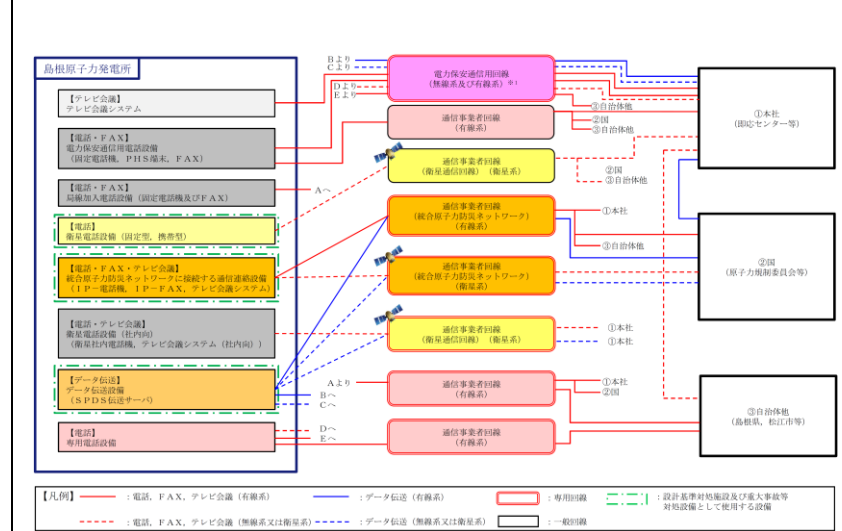 島根原子力発電所
【テレビ会議】
テレビ会議システム
【電話・FAX】
電力保安通信用電話設備
(固定電話機,PHS端末,FAX)
【電話・FAX】
局線加入電話設備(固定電話機及びFAX)
【電話】
衛星電話設備(固定型,携帯型)
【電話・FAX・テレビ会議】
統合原子力防災ネットワークに接続する通信連絡設備
(IP-電話機,IP-FAX,テレビ会議システム)
【電話・テレビ会議】
衛星電話設備(社内向)
(衛星社内電話機,テレビ会議システム(社内向))
【データ伝送】
データ伝送設備
(SPDS伝送サーバ)
【電話】
専用電話設備
Bより
Cより
Dより
Eより
Aへ
Aより
Bへ
Cへ
Dへ
Eへ
電力保安通信用回線
(無線系及び有線系)※1
通信事業者回線
(有線系)
通信事業者回線
(衛星通信回線)(衛星系)
通信事業者回線
(統合原子力防災ネットワーク)
(有線系)
通信事業者回線
(統合原子力防災ネットワーク)
(衛星系)
通信事業者回線
(衛星通信回線)(衛星系)
通信事業者回線
(有線系)
通信事業者回線
(有線系)
③自治体他
②国
③自治体他
②国
③自治体他
①本社
③自治体他
①本社
①本社
①本社
②国
①本社
(即応センター等)
②国
(原子力規制委員会等)
③自治体他
(島根県,松江市等)
【凡例】
:電話,FAX,テレビ会議(有線系)
:データ伝送(有線系)
:専用回線
:設計基準対処施設及び重大事故等
対処設備として使用する設備
:電話,FAX,テレビ会議(無線系又は衛星系)
:データ伝送(無線系又は衛星系)
:一般回線